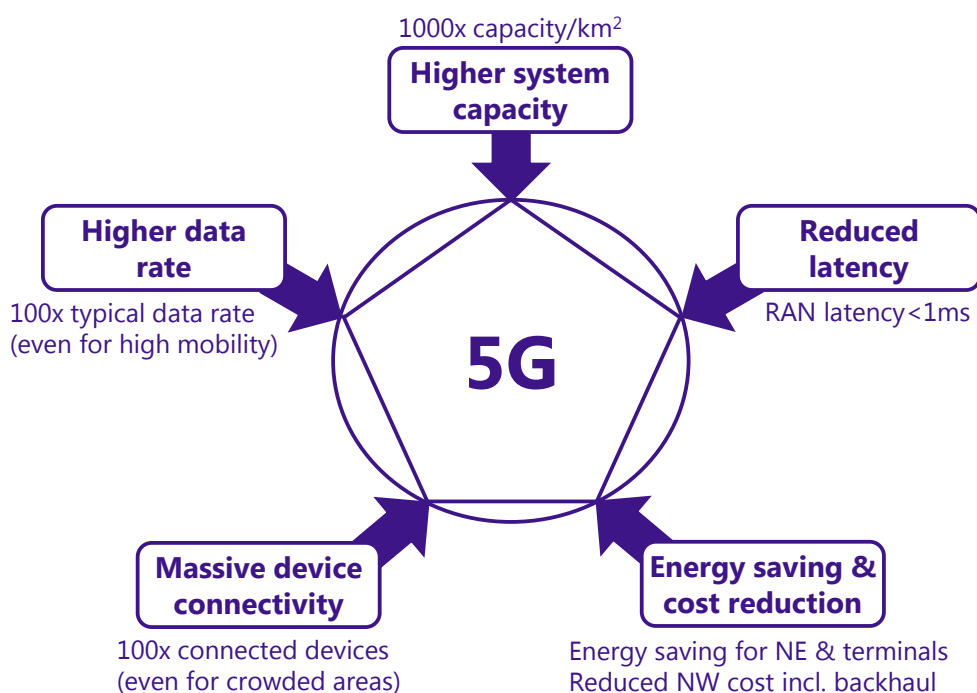 1000x capacity/km²
Higher system
capacity
Higher data
rate
100x typical data rate
(even for high mobility)
Reduced
latency
RAN latency<1ms
5G
Massive device
connectivity
100x connected devices
(even for crowded areas)
Energy saving &
cost reduction
Energy saving for NE & terminals
Reduced NW cost incl. backhaul